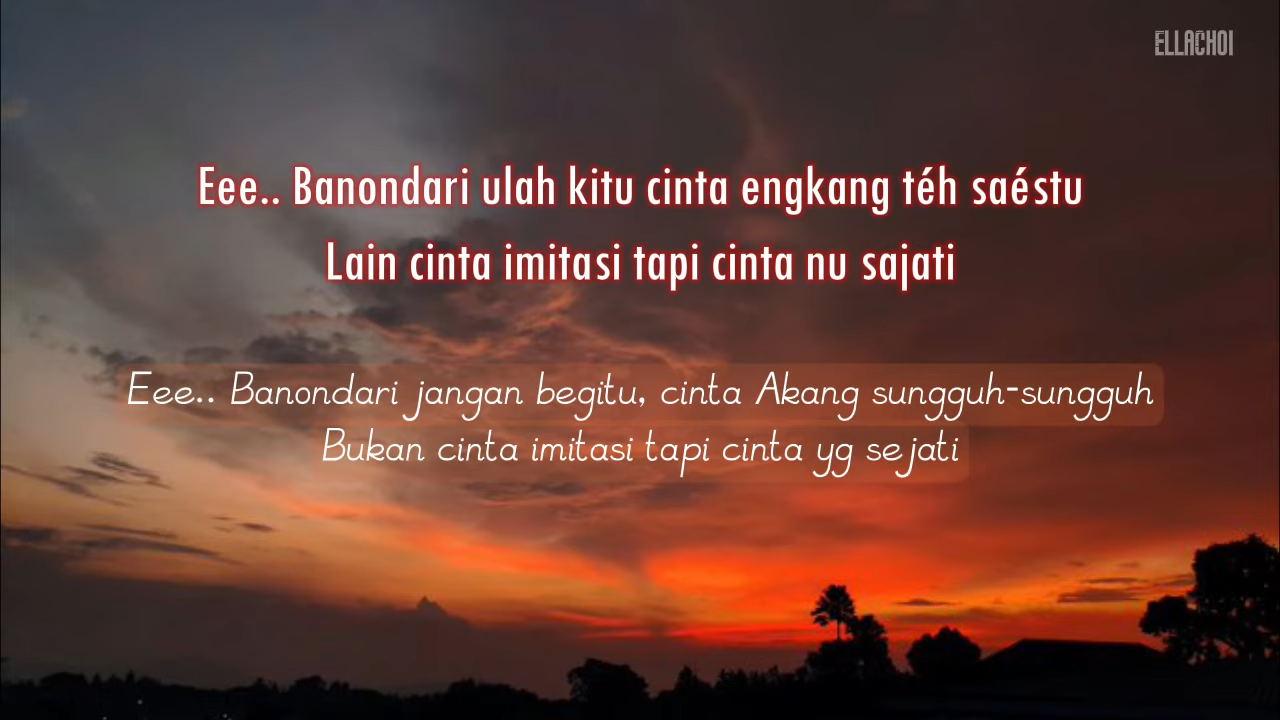 ELLACHOI
Eee.. Banondari ulah kitu cinta engkang téh saéstu
Lain cinta imitasi tapi cinta nu sajati
Eee.. Banondari jangan begitu, cinta Akang sungguh-sungguh
Bukan cinta imitasi tapi cinta yg sejati